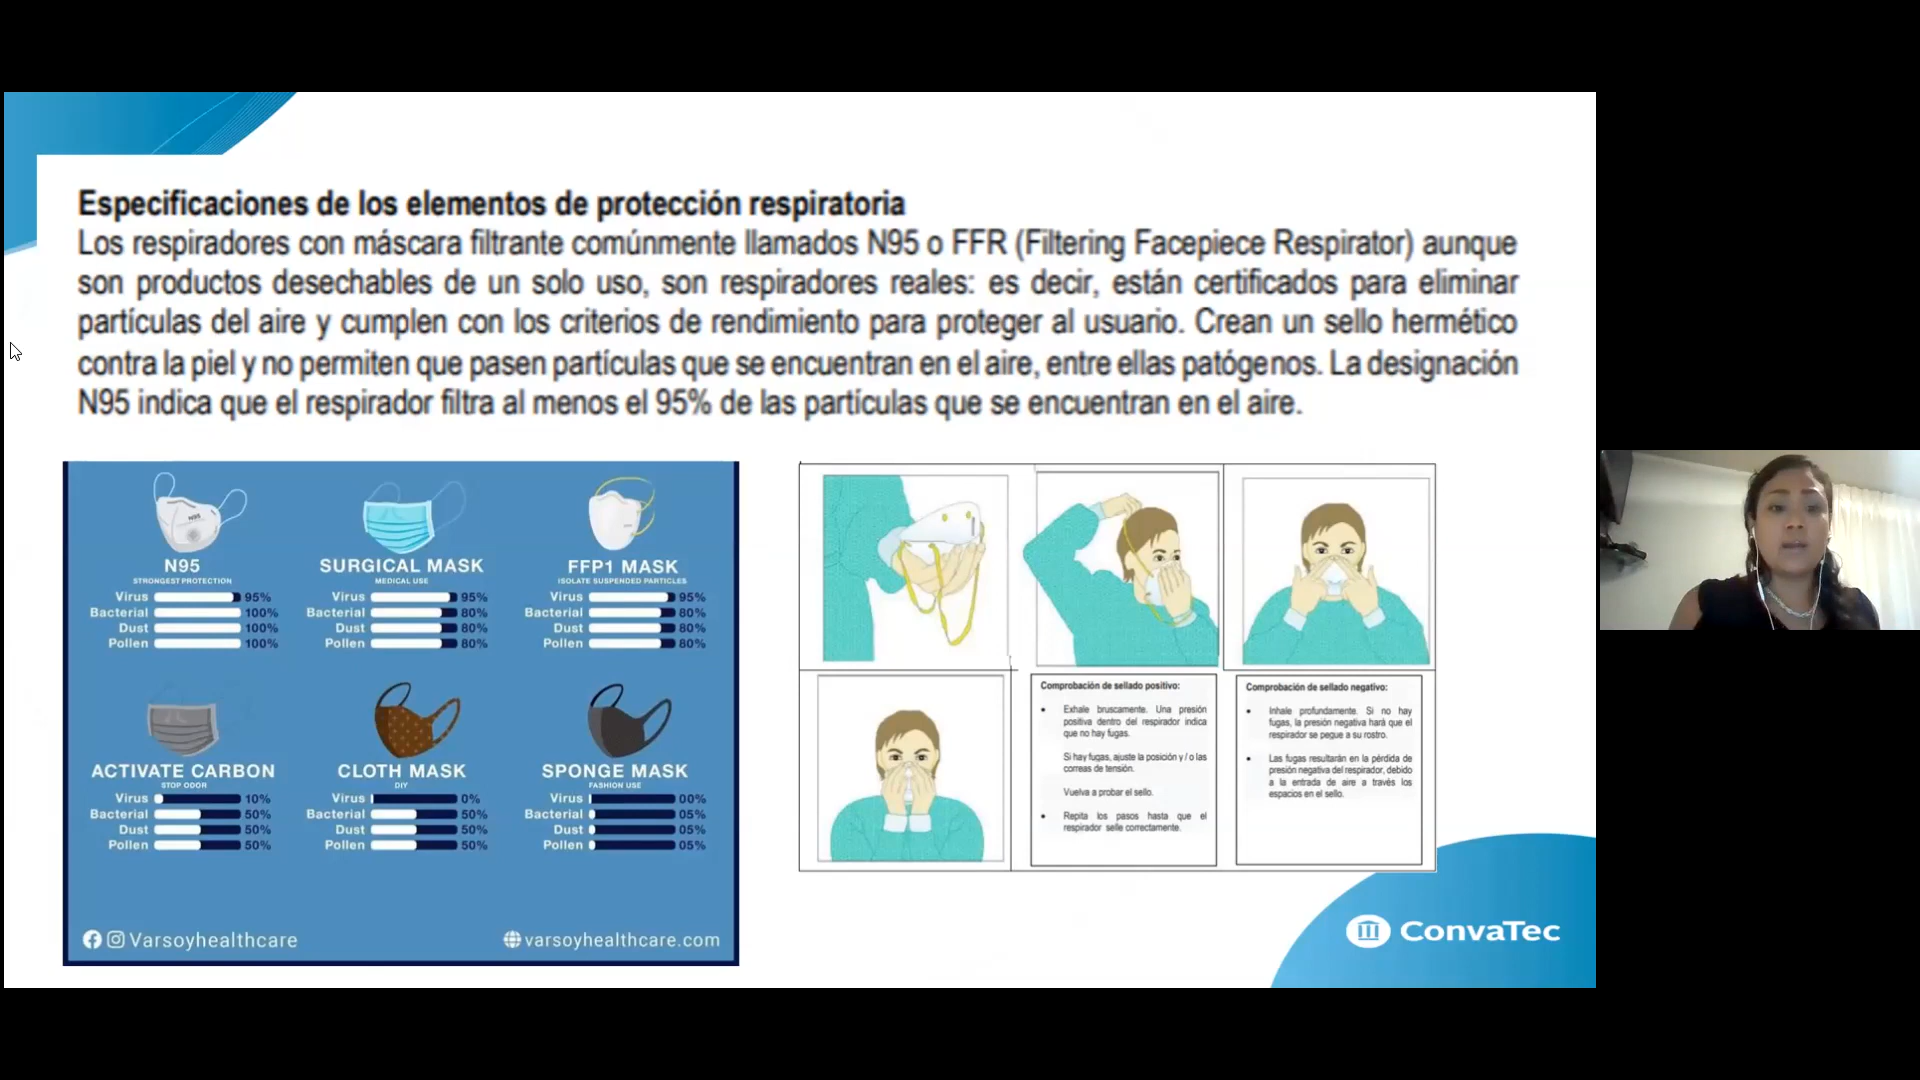 Especificaciones de los elementos de protección respiratoria
Los respiradores con máscara filtrante comúnmente llamados N95 o FFR (Filtering Facepiece Respirator) aunque
son productos desechables de un solo uso, son respiradores reales: es decir, están certificados para eliminar
partículas del aire y cumplen con los criterios de rendimiento para proteger al usuario. Crean un sello hermético
contra la piel y no permiten que pasen partículas que se encuentran en el aire, entre ellas patógenos. La designación
N95 indica que el respirador filtra al menos el 95% de las partículas que se encuentran en el aire.
N95
N95
STRONGEST PROTECTION
Virus 95%
Bacterial 100%
Dust 100%
Pollen 100%
SURGICAL MASK
MEDICAL USE
Virus 95%
Bacterial 80%
Dust 80%
Pollen 80%
FFP1 MASK
ISOLATE SUSPENDED PARTICLES
Virus 95%
Bacterial 80%
Dust 80%
Pollen 80%
ACTIVATE CARBON
STOP ODOR
Virus 10%
Bacterial 50%
Dust 50%
Pollen 50%
CLOTH MASK
DIY
Virus 0%
Bacterial 50%
Dust 50%
Pollen 50%
SPONGE MASK
FASHION USE
Virus 00%
Bacterial 05%
Dust 05%
Pollen 05%
Varsoyhealthcare
varsoyhealthcare.com
Comprobación de sellado positivo:
• Exhale bruscamente. Una presión
positiva dentro del respirador indica
que no hay fugas.
Si hay fugas, ajuste la posición y / o las
correas de tensión.
Vuelva a probar el sello.
• Repita los pasos hasta que el
respirador selle correctamente.
Comprobación de sellado negativo:
• Inhale profundamente. Si no hay
fugas, la presión negativa hará que el
respirador se pegue a su rostro.
• Las fugas resultarán en la pérdida de
presión negativa del respirador, debido
a la entrada de aire a través los
espacios en el sello.
ConvaTec